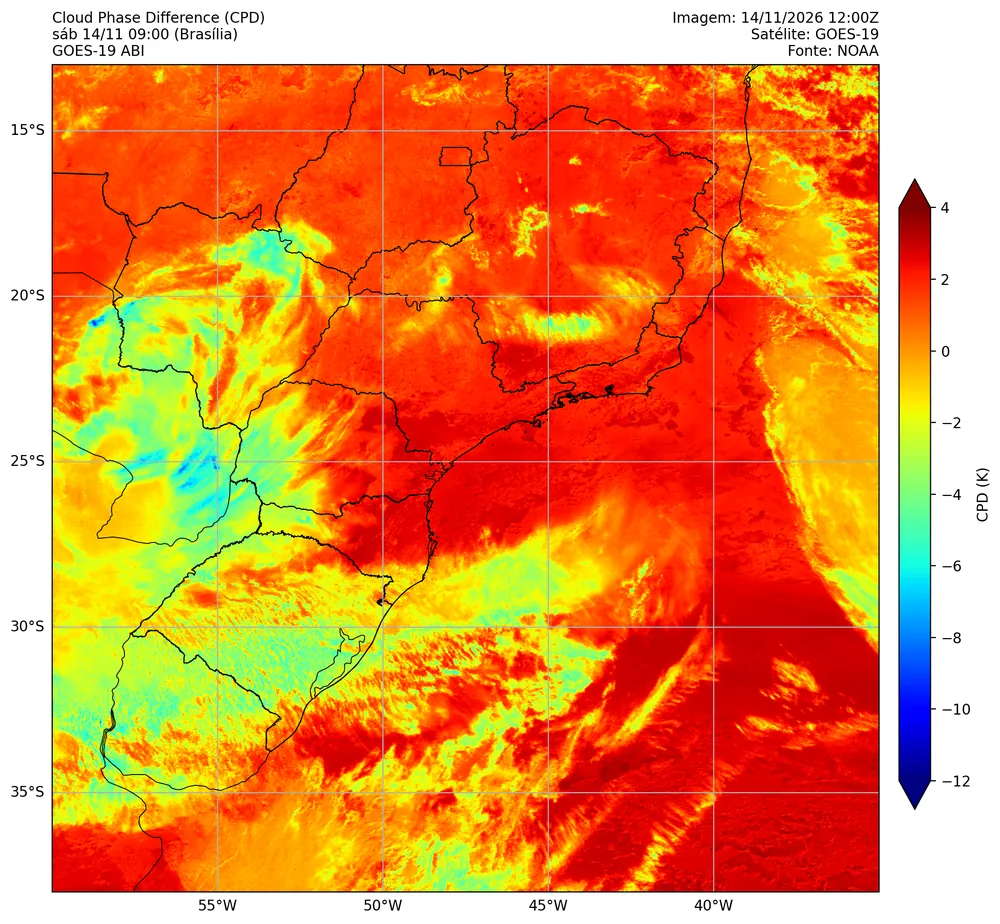 Cloud Phase Difference (CPD)
sáb 14/11 09:00 (Brasília)
GOES-19 ABI
Imagem: 14/11/2026 12:00Z
Satélite: GOES-19
Fonte: NOAA
15°S
20°S
25°S
30°S
35°S
55°W
50°W
45°W
40°W
4
2
0
−2
−4
−6
−8
−10
−12
CPD (K)